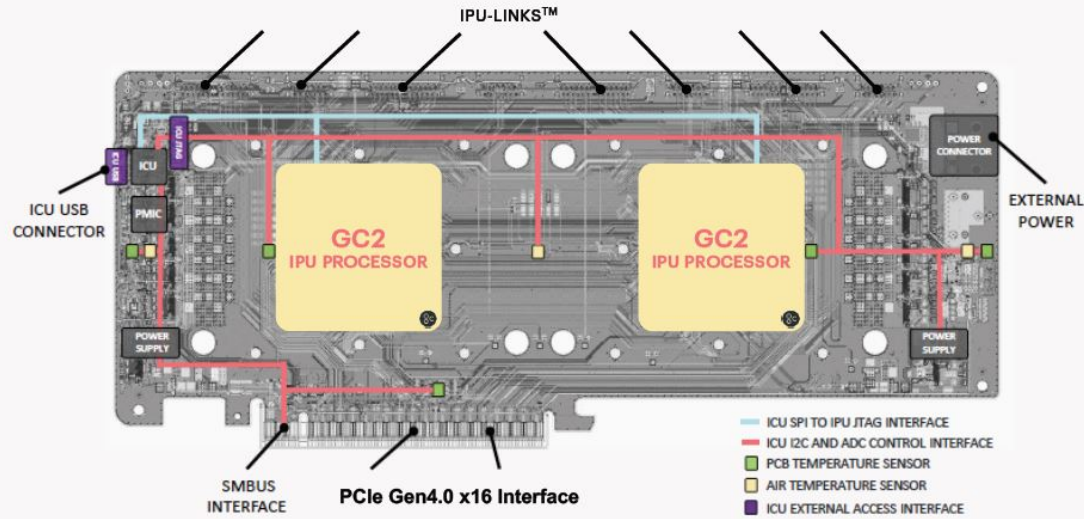 IPU-LINKS™
ICU JTAG
ICU USB
ICU
POWER
CONNECTOR
ICU USB
CONNECTOR
PMIC
EXTERNAL
POWER
GC2
IPU PROCESSOR
GC2
IPU PROCESSOR
POWER
SUPPLY
POWER
SUPPLY
ICU SPI TO IPU JTAG INTERFACE
ICU I2C AND ADC CONTROL INTERFACE
PCB TEMPERATURE SENSOR
AIR TEMPERATURE SENSOR
ICU EXTERNAL ACCESS INTERFACE
SMBUS
INTERFACE
PCIe Gen4.0 x16 Interface